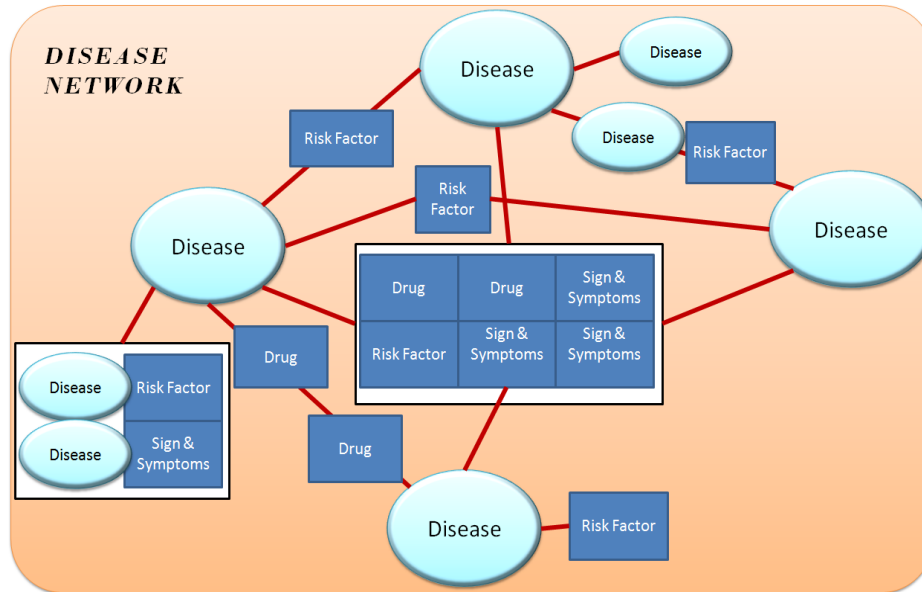 DISEASE
NETWORK
Disease
Disease
Disease
Risk Factor
Risk Factor
Risk
Factor
Disease
Disease
Drug
Drug
Sign &
Symptoms
Risk Factor
Sign &
Symptoms
Sign &
Symptoms
Drug
Disease
Risk Factor
Disease
Sign &
Symptoms
Drug
Disease
Risk Factor